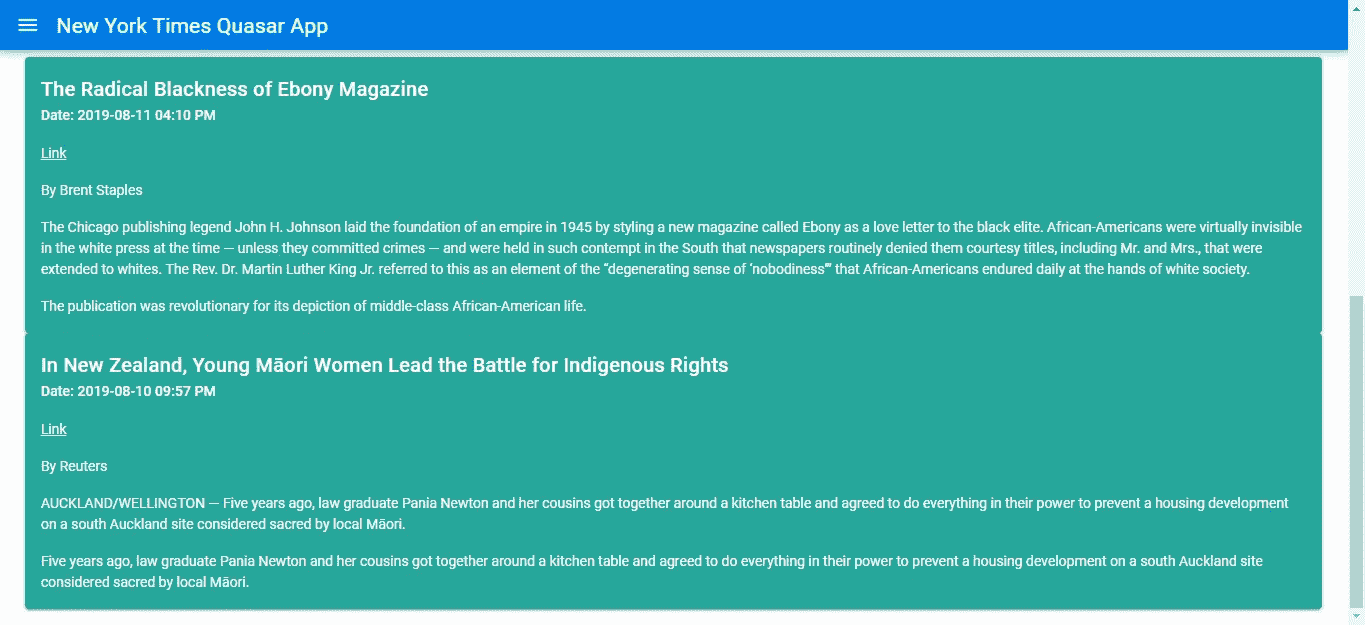 New York Times Quasar App
The Radical Blackness of Ebony Magazine
Date: 2019-08-11 04:10 PM
Link
By Brent Staples
The Chicago publishing legend John H. Johnson laid the foundation of an empire in 1945 by styling a new magazine called Ebony as a love letter to the black elite. African-Americans were virtually invisible
in the white press at the time — unless they committed crimes — and were held in such contempt in the South that newspapers routinely denied them courtesy titles, including Mr. and Mrs., that were
extended to whites. The Rev. Dr. Martin Luther King Jr. referred to this as an element of the “degenerating sense of ‘nobodiness’” that African-Americans endured daily at the hands of white society.
The publication was revolutionary for its depiction of middle-class African-American life.
In New Zealand, Young Māori Women Lead the Battle for Indigenous Rights
Date: 2019-08-10 09:57 PM
Link
By Reuters
AUCKLAND/WELLINGTON — Five years ago, law graduate Pania Newton and her cousins got together around a kitchen table and agreed to do everything in their power to prevent a housing development
on a south Auckland site considered sacred by local Māori.
Five years ago, law graduate Pania Newton and her cousins got together around a kitchen table and agreed to do everything in their power to prevent a housing development on a south Auckland site
considered sacred by local Māori.